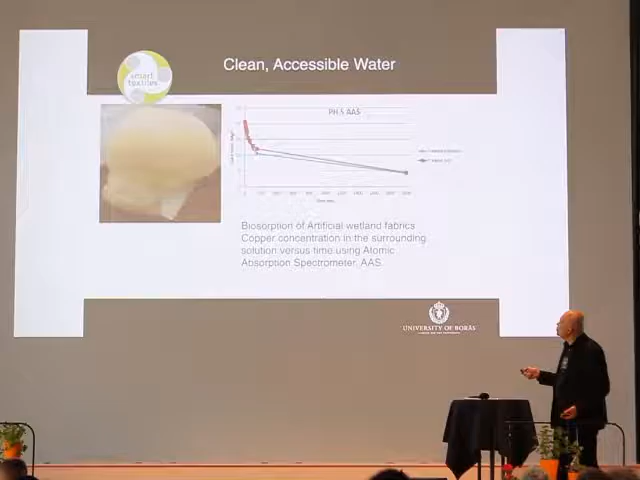 Clean, Accessible Water
smart
textiles
PH.5 AAS
Biosorption of Artificial wetland fabrics
Copper concentration in the surrounding
solution versus time using Atomic
Absorption Spectrometer, AAS.
UNIVERSITY OF BORÅS